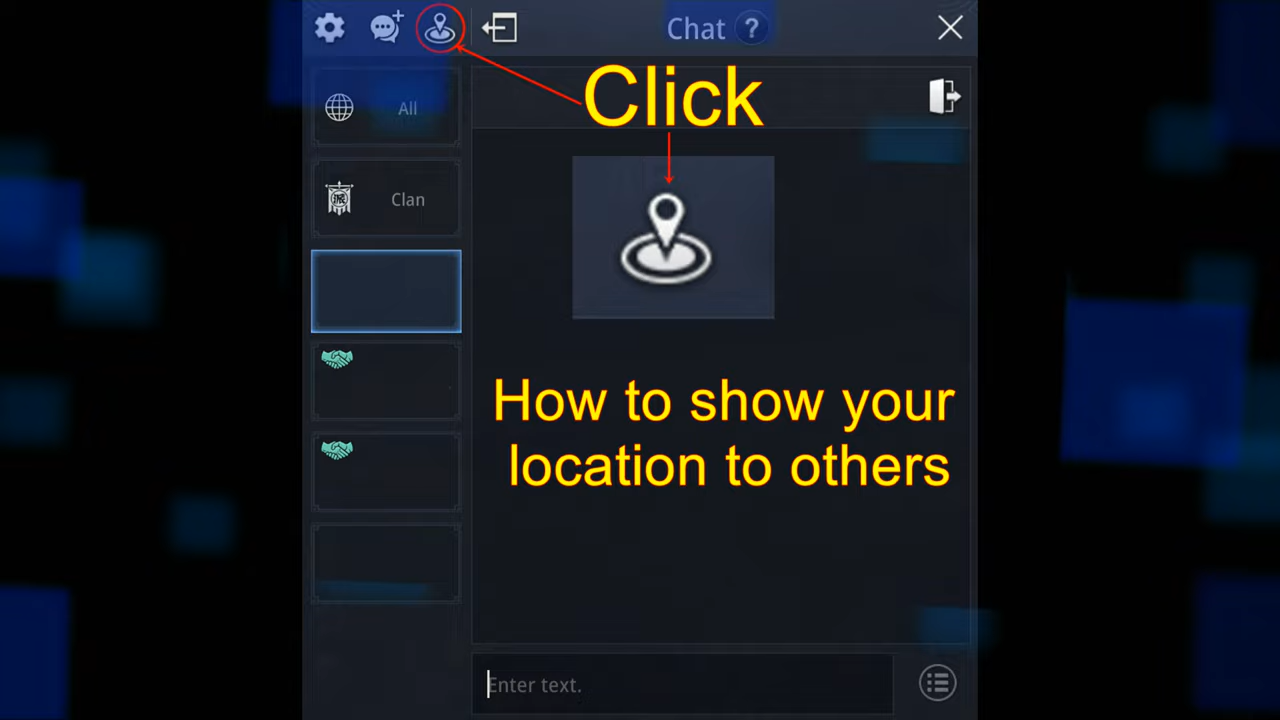 Chat ?
Click
All
Clan
How to show your
location to others
Enter text.